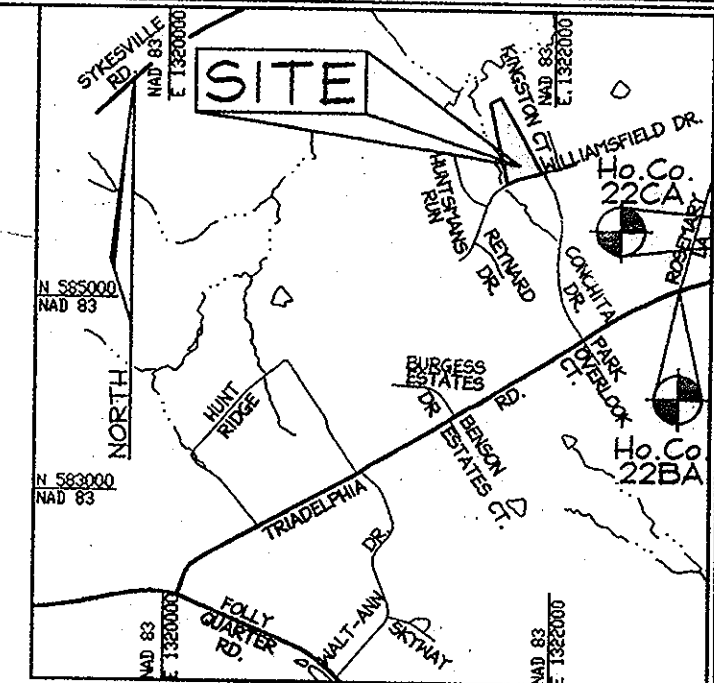 SYKESVILLE
RD.
NAD 83
E 1320000
SITE
KINGSTON CT.
NAD 83
E 1322000
WILLIAMSFIELD DR.
HUNTSMANS
RUN
REYNARD
DR.
Ho.Co.
22CA
ROSEMARY
LA.
CONCHITA
DR.
N 585000
NAD 83
NORTH
HUNT
RIDGE
BURGESS
ESTATES
DR
PARK
OVERLOOK
CT.
RD.
BENSON
ESTATES CT.
Ho.Co.
22BA
N 583000
NAD 83
TRIADELPHIA
DR.
WALT-ANN
SKYWAY
FOLLY
QUARTER
RD.
NAD 83
E 1320000
NAD 83
E 1322000